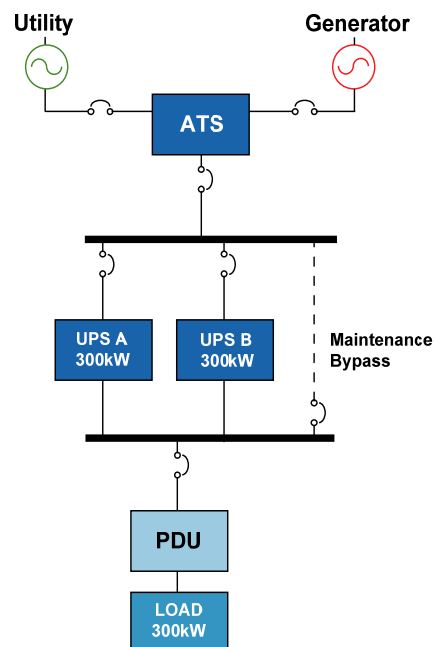 Utility
Generator
ATS
UPS A
300kW
UPS B
300kW
Maintenance
Bypass
PDU
LOAD
300kW